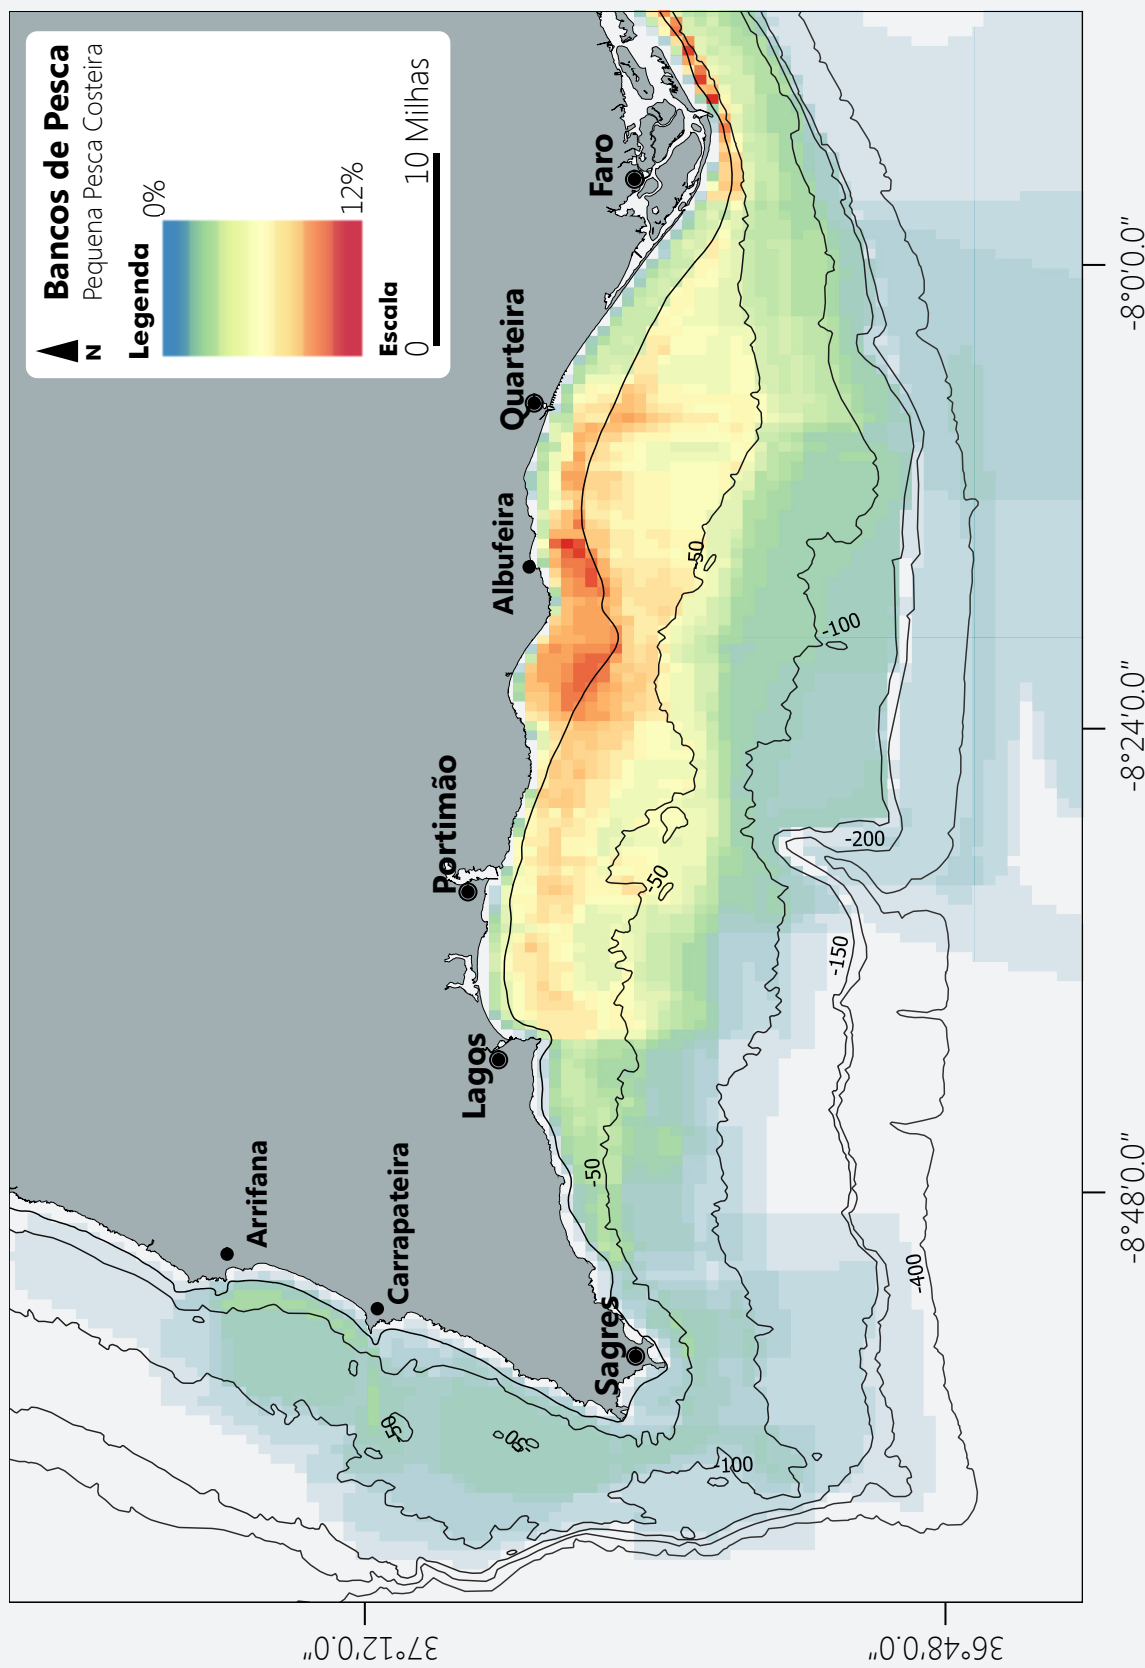 Bancos de Pesca
Pequena Pesca Costeira
N
Legenda
0%
12%
Escala
0
10 Milhas
Arrifana
Carrapateira
Sagres
Lagos
Portimão
Albufeira
Quarteira
Faro
-50
-50
-50
-50
-50
-100
-100
-150
-200
-400
37°12'0.0"
36°48'0.0"
-8°48'0.0"
-8°24'0.0"
-8°0'0.0"